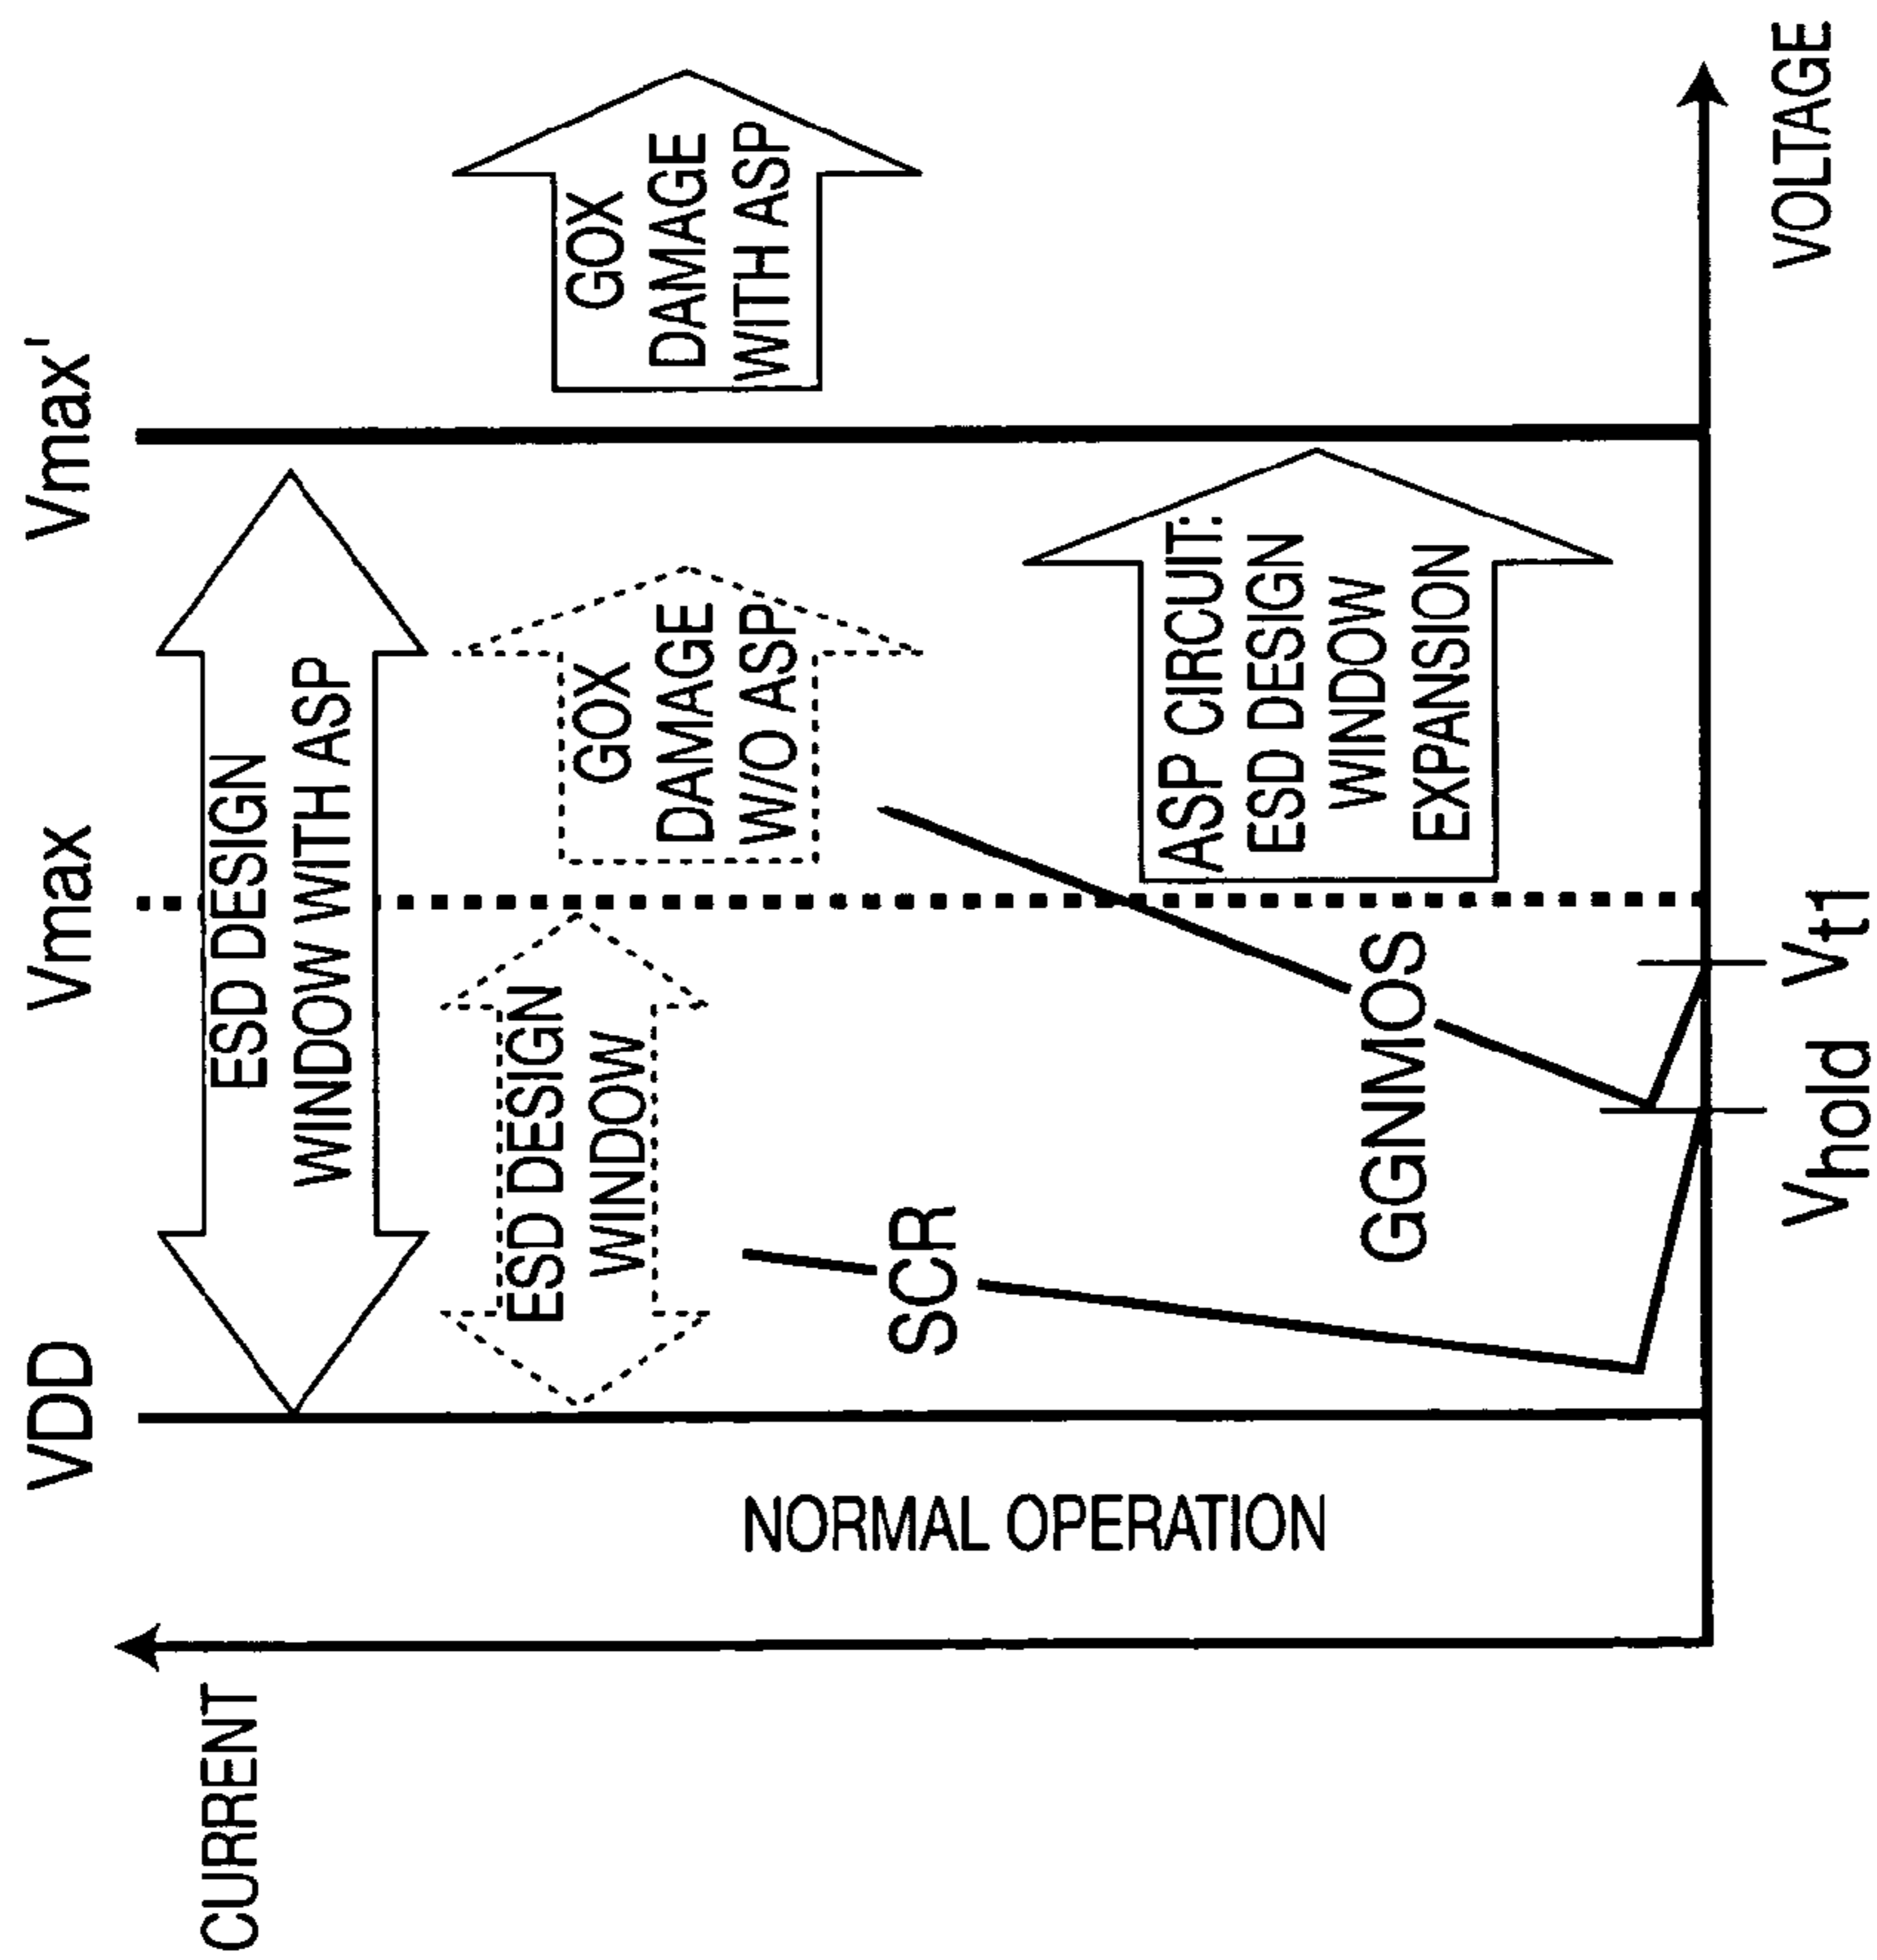 CURRENT
VDD
Vmax
Vmax'
ESD DESIGN
WINDOW WITH ASP
ESD DESIGN
WINDOW
GOX
DAMAGE
W/O ASP
GOX
DAMAGE
WITH ASP
NORMAL OPERATION
SCR
GGNMOS
ASP CIRCUIT:
ESD DESIGN
WINDOW
EXPANSION
Vhold
Vt1
VOLTAGE